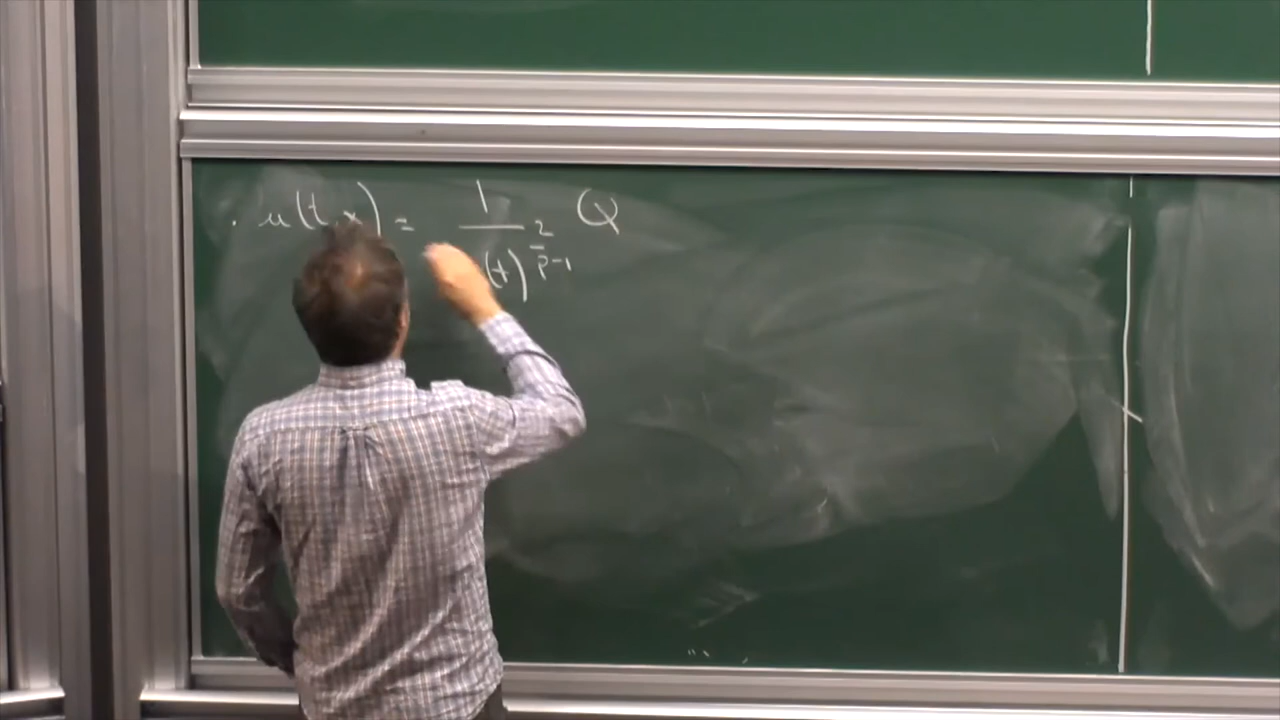 . u(t,x) = 1/(t)^{2/p-1} Q